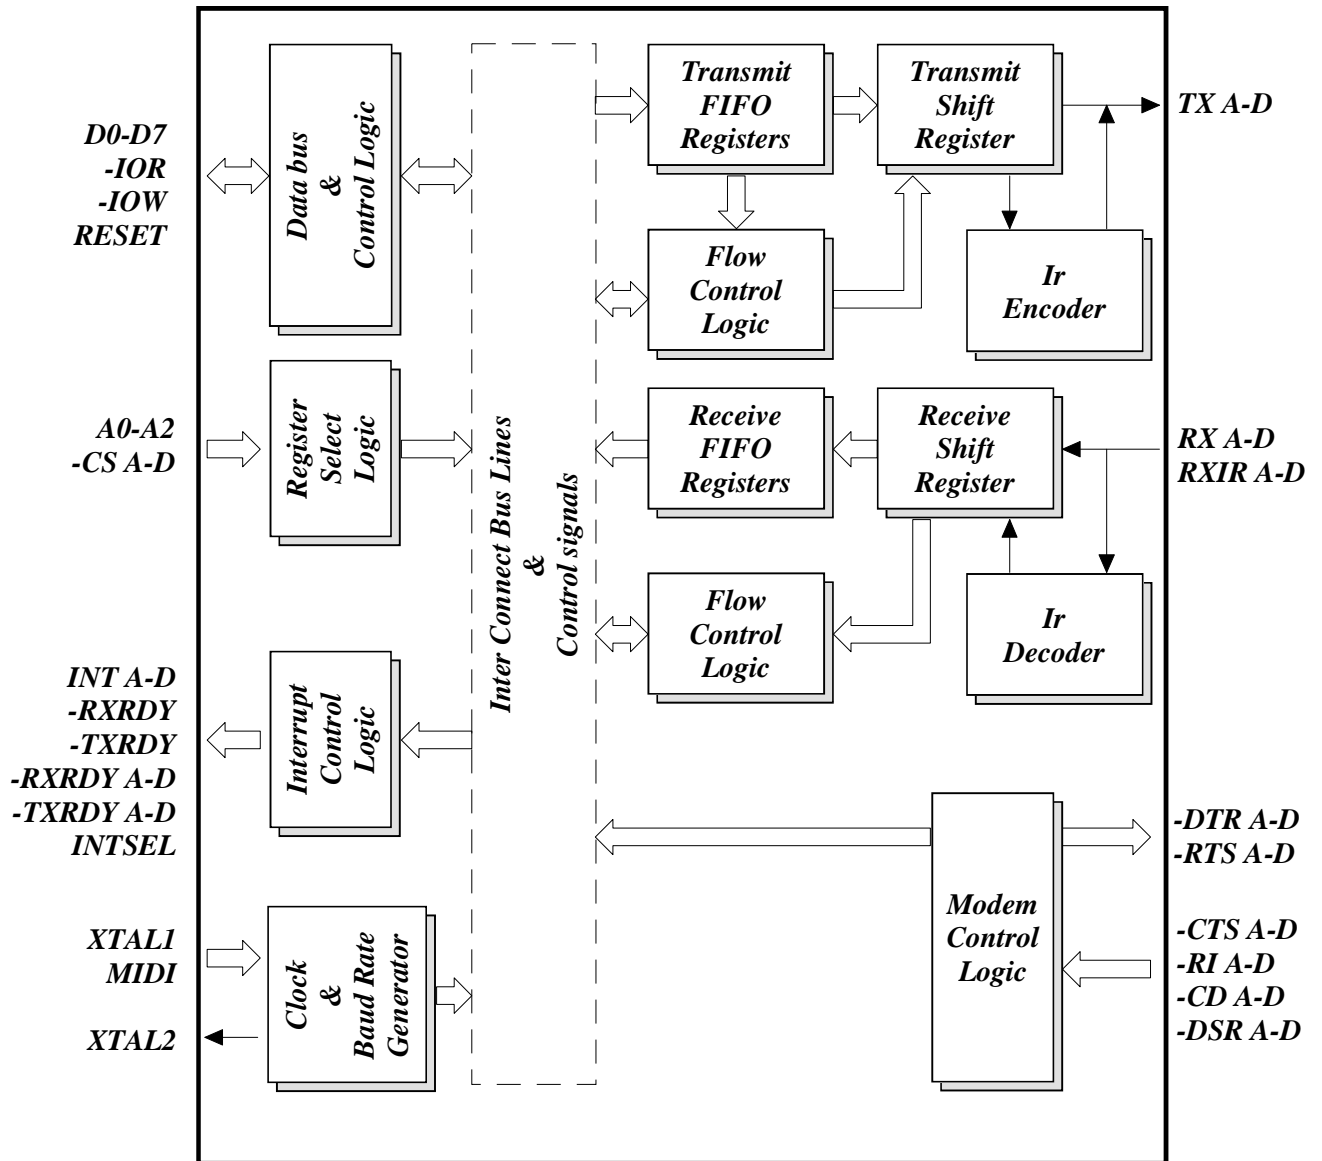 D0-D7
-IOR
-IOW
RESET
Data bus
&
Control Logic
A0-A2
-CS A-D
Register
Select
Logic
INT A-D
-RXRDY
-TXRDY
-RXRDY A-D
-TXRDY A-D
INTSEL
Interrupt
Control
Logic
XTAL1
MIDI
XTAL2
Clock
&
Baud Rate
Generator
Inter Connect Bus Lines
&
Control signals
Transmit
FIFO
Registers
Transmit
Shift
Register
TX A-D
Flow
Control
Logic
Ir
Encoder
Receive
FIFO
Registers
Receive
Shift
Register
RX A-D
RXIR A-D
Flow
Control
Logic
Ir
Decoder
Modem
Control
Logic
-DTR A-D
-RTS A-D
-CTS A-D
-RI A-D
-CD A-D
-DSR A-D